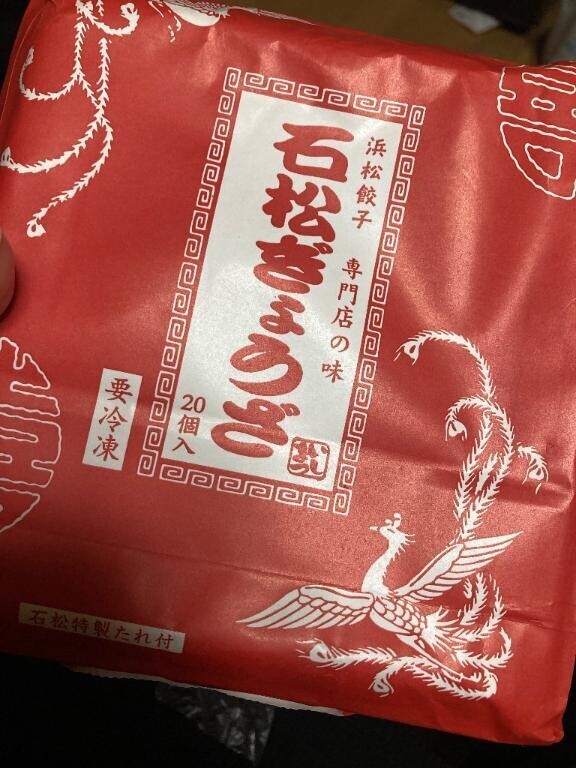 浜松餃子 専門店の味
石松ぎょうざ
20個入
要冷凍
石松特製たれ付